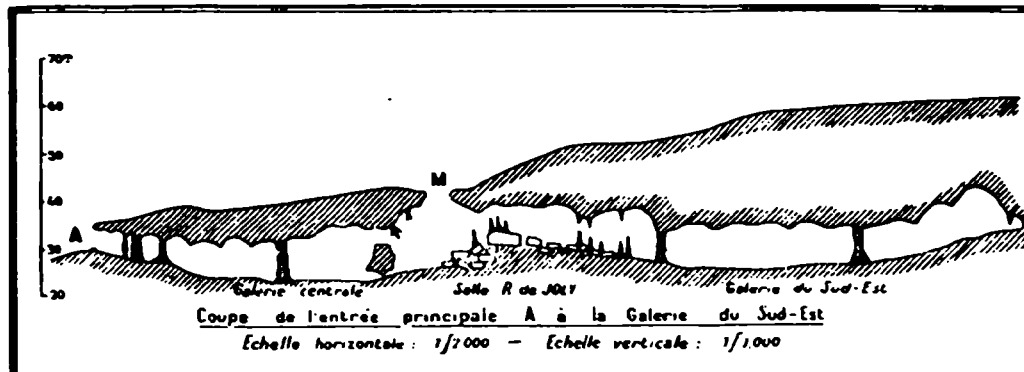 70m
60
50
40
30
20
A
M
Galerie centrale
Salle R de JOLY
Galerie du Sud-Est
Coupe de l'entrée principale A à la Galerie du Sud-Est
Echelle horizontale : 1/2000 — Echelle verticale : 1/1,000